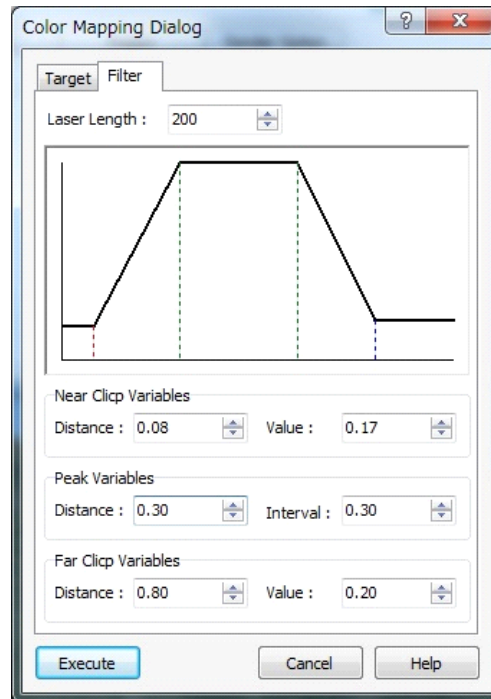 Color Mapping Dialog
Target Filter
Laser Length : 200
Near Clicp Variables
Distance : 0.08 Value : 0.17
Peak Variables
Distance : 0.30 Interval : 0.30
Far Clicp Variables
Distance : 0.80 Value : 0.20
Execute Cancel Help